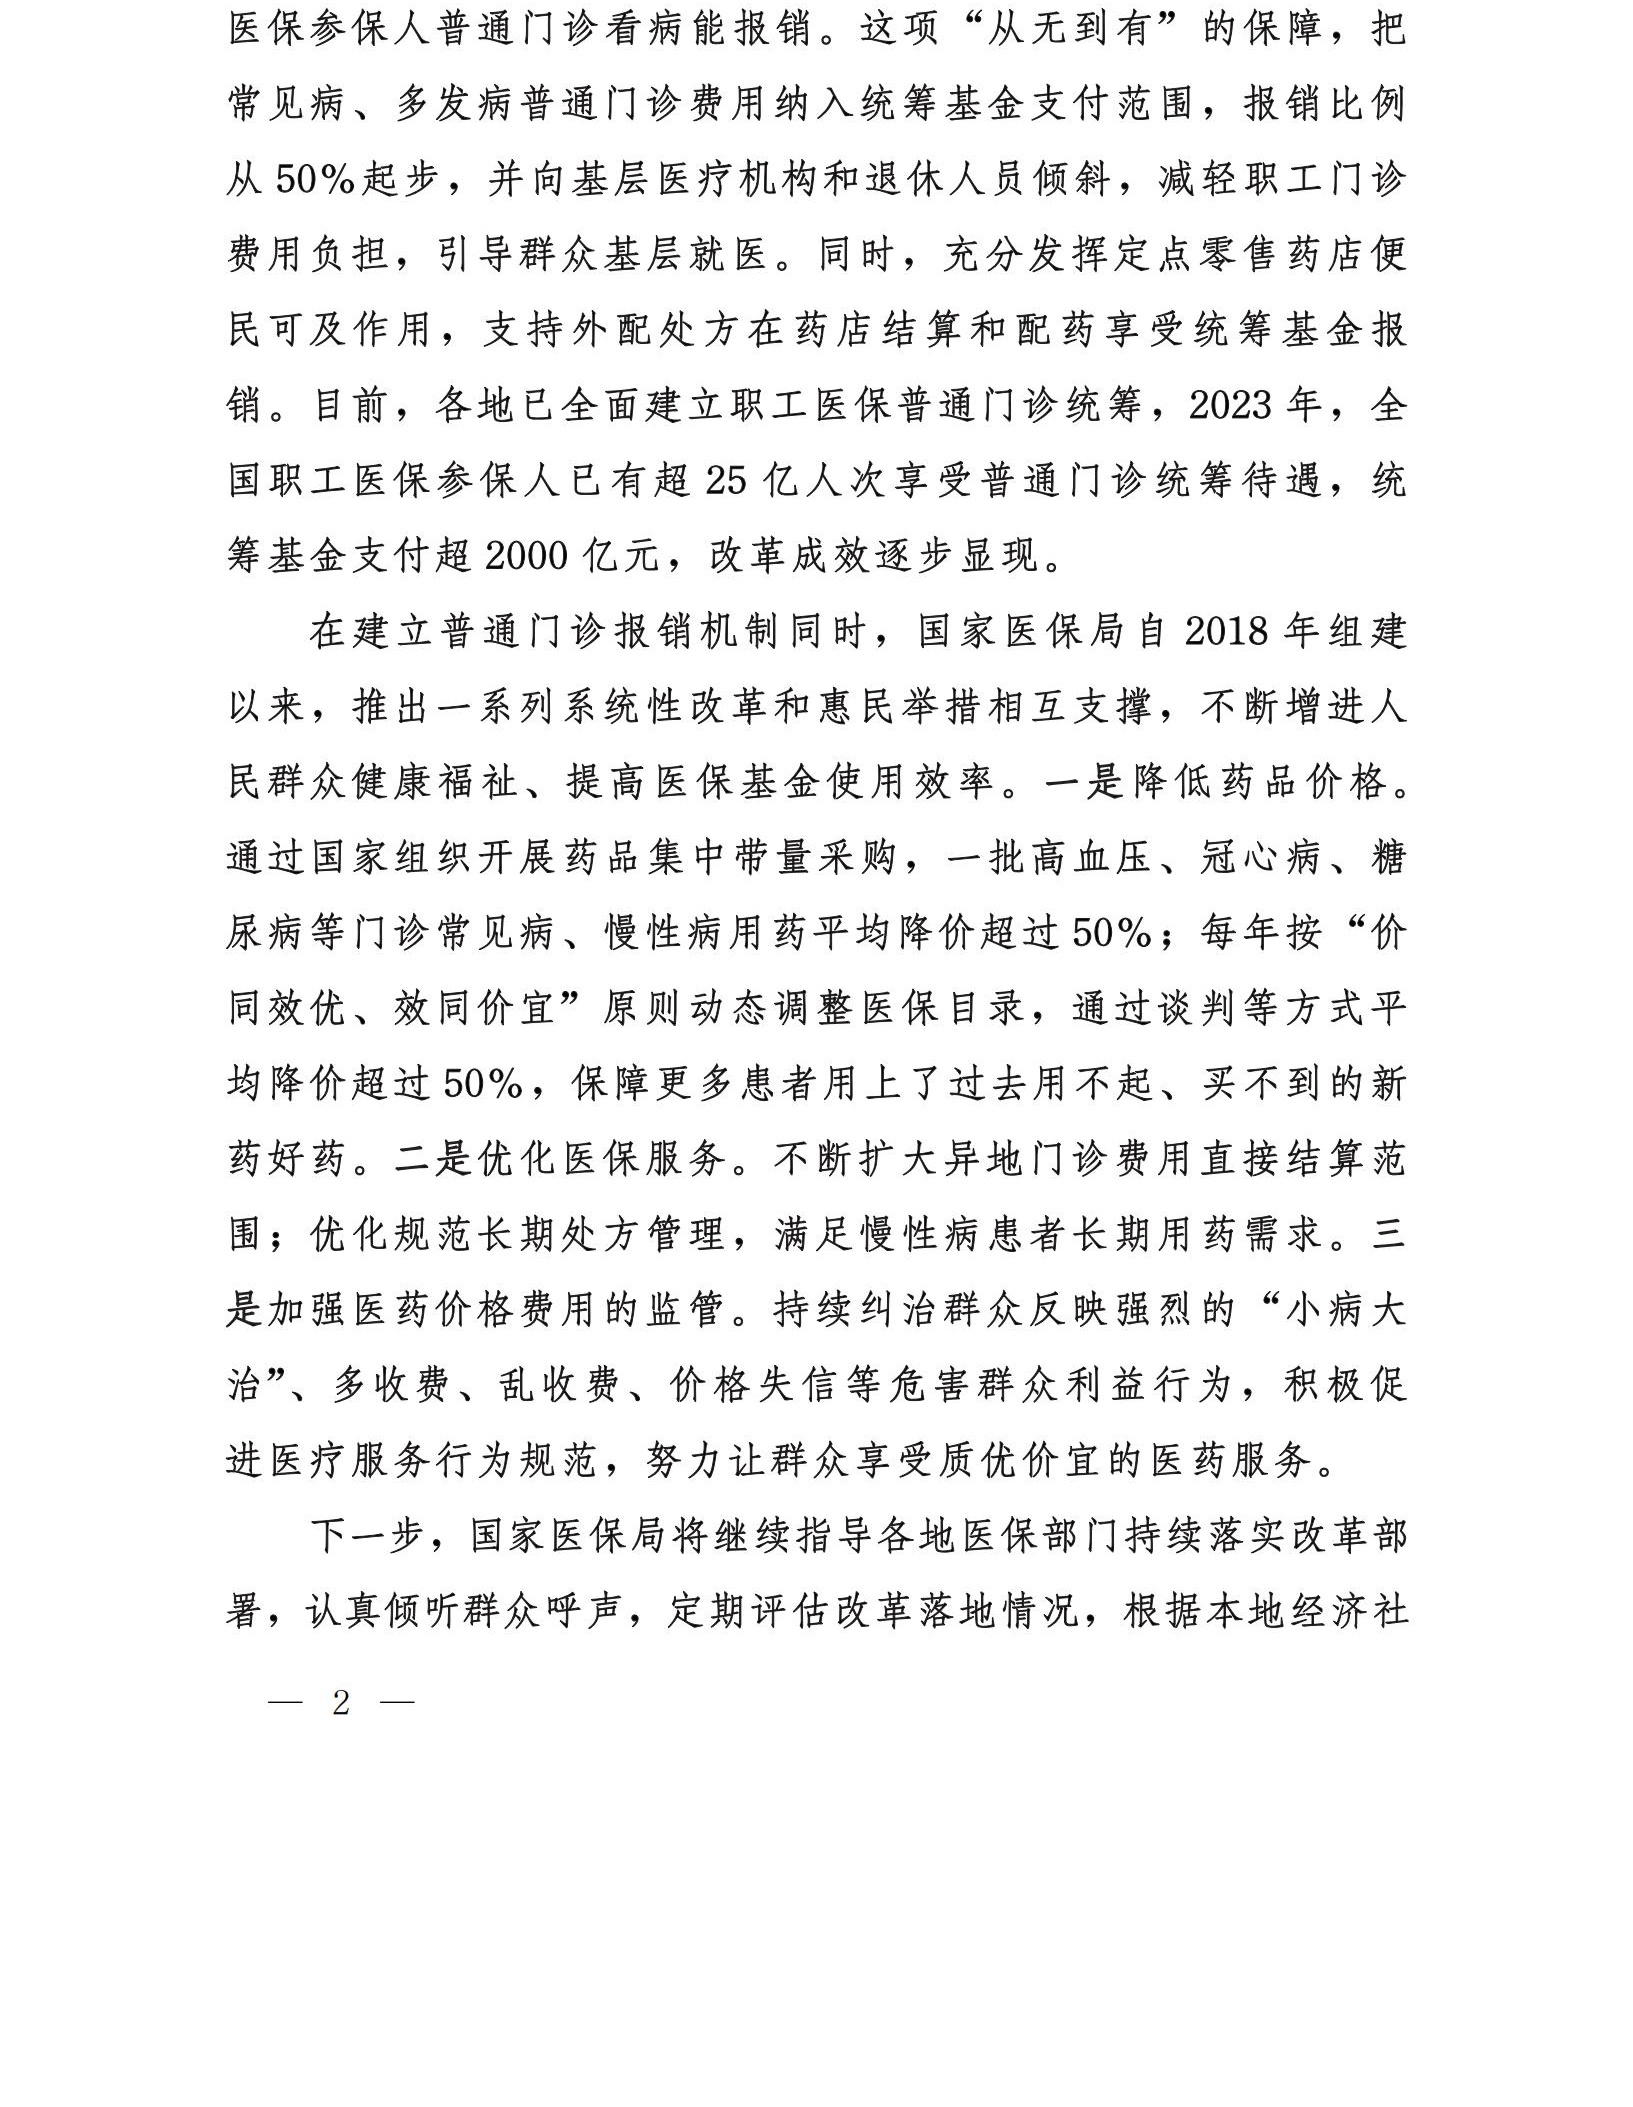 医保参保人普通门诊看病能报销。这项“从无到有”的保障，把
常见病、多发病普通门诊费用纳入统筹基金支付范围，报销比例
从50%起步，并向基层医疗机构和退休人员倾斜，减轻职工门诊
费用负担，引导群众基层就医。同时，充分发挥定点零售药店便
民可及作用，支持外配处方在药店结算和配药享受统筹基金报
销。目前，各地已全面建立职工医保普通门诊统筹，2023年，全
国职工医保参保人已有超25亿人次享受普通门诊统筹待遇，统
筹基金支付超2000亿元，改革成效逐步显现。
在建立普通门诊报销机制同时，国家医保局自2018年组建
以来，推出一系列系统性改革和惠民举措相互支撑，不断增进人
民群众健康福祉、提高医保基金使用效率。一是降低药品价格。
通过国家组织开展药品集中带量采购，一批高血压、冠心病、糖
尿病等门诊常见病、慢性病用药平均降价超过50%；每年按“价
同效优、效同价宜”原则动态调整医保目录，通过谈判等方式平
均降价超过50%，保障更多患者用上了过去用不起、买不到的新
药好药。二是优化医保服务。不断扩大异地门诊费用直接结算范
围；优化规范长期处方管理，满足慢性病患者长期用药需求。三
是加强医药价格费用的监管。持续纠治群众反映强烈的“小病大
治”、多收费、乱收费、价格失信等危害群众利益行为，积极促
进医疗服务行为规范，努力让群众享受质优价宜的医药服务。
下一步，国家医保局将继续指导各地医保部门持续落实改革部
署，认真倾听群众呼声，定期评估改革落地情况，根据本地经济社
— 2 —